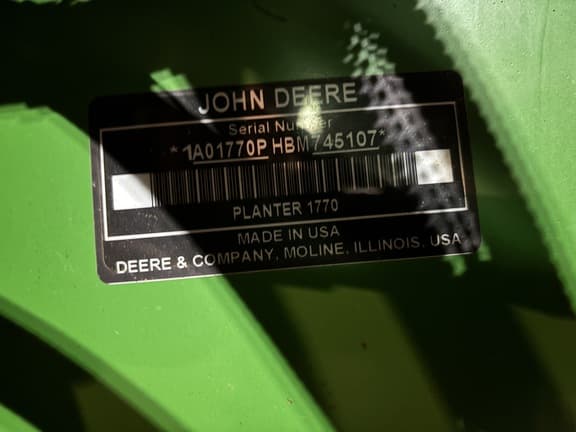 JOHN DEERE
Serial Number
*1A01770P HBM745107*
PLANTER 1770
MADE IN USA
DEERE & COMPANY, MOLINE, ILLINOIS, USA